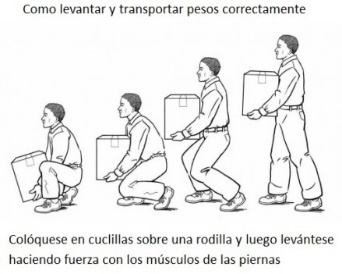 Como levantar y transportar pesos correctamente
Colóquese en cuclillas sobre una rodilla y luego levántese
haciendo fuerza con los músculos de las piernas